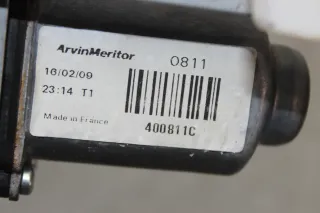 ArvinMeritor 0811
16/02/09
23:14 T1
Made in France 400811C